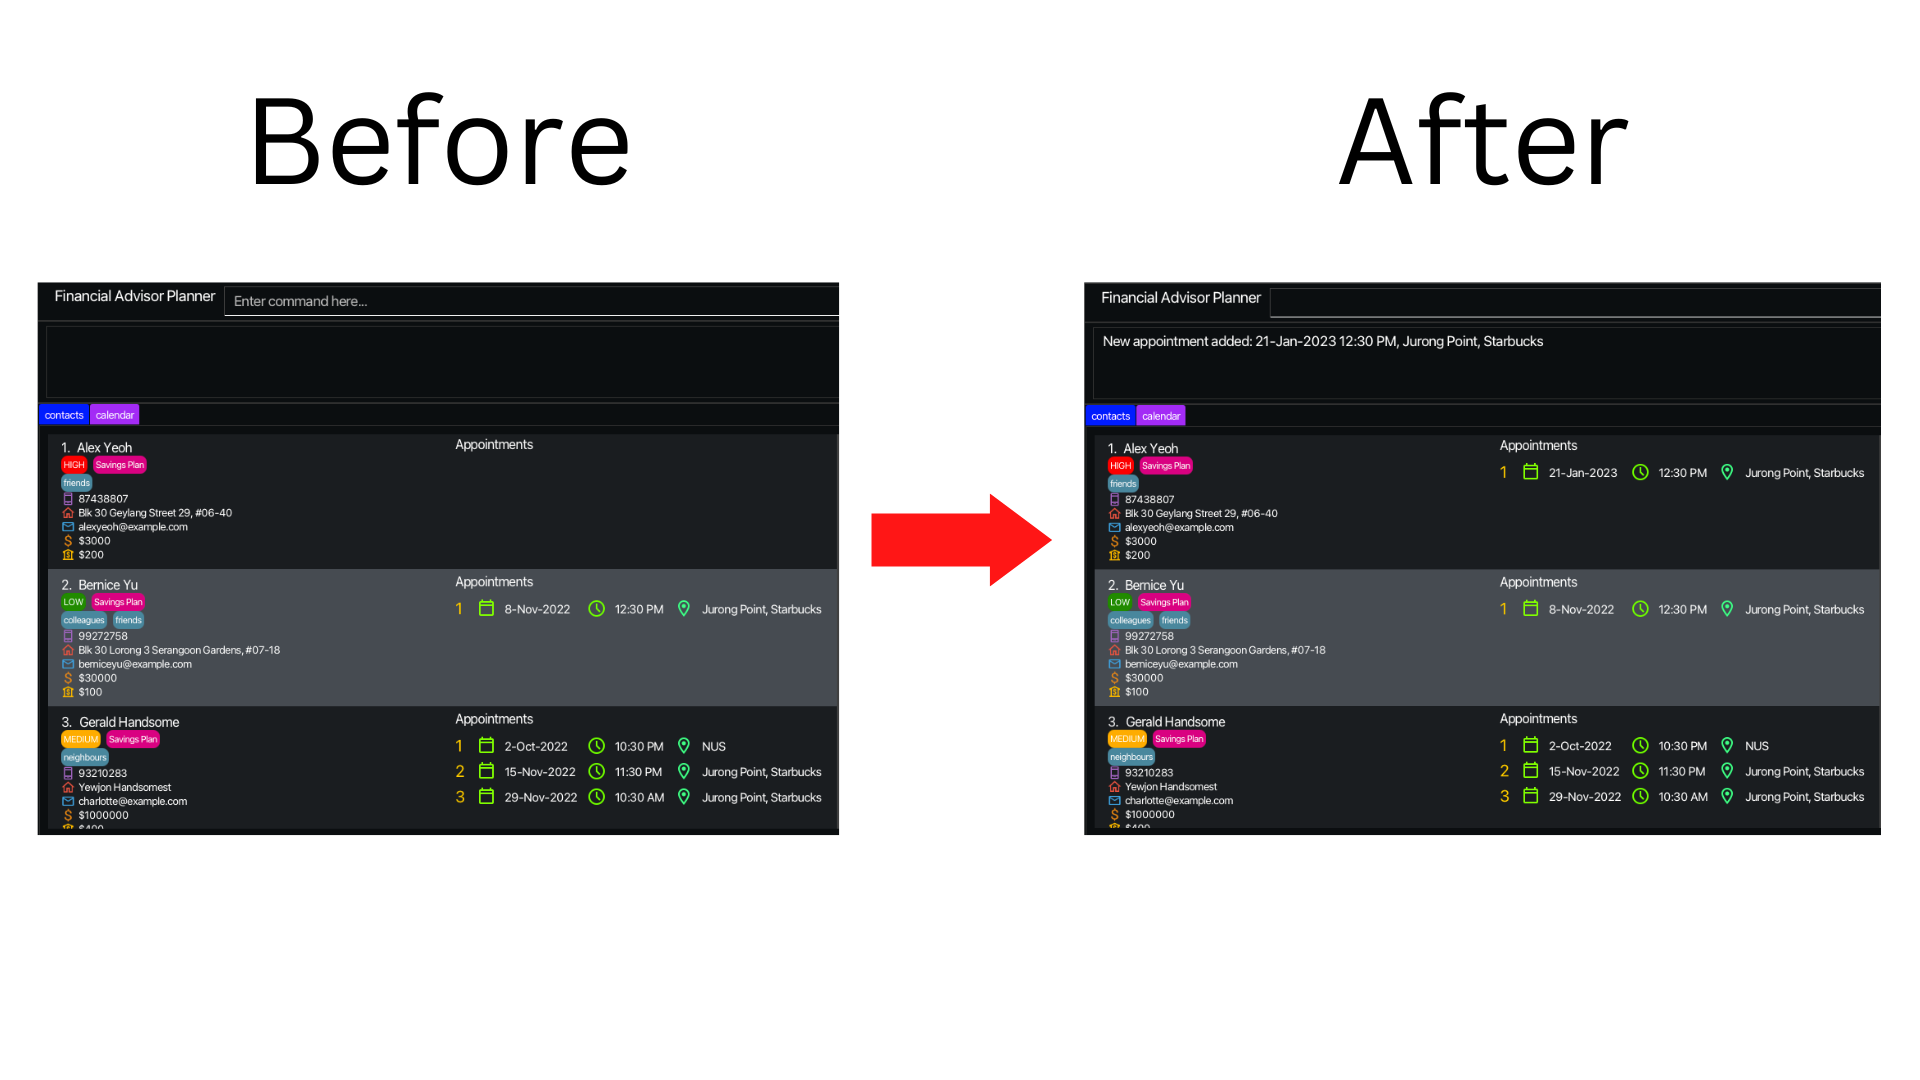 Before
After
Financial Advisor Planner
Enter command here...
contacts
calendar
1. Alex Yeoh
HIGH
Savings Plan
friends
87438807
Blk 30 Geylang Street 29, #06-40
alexyeoh@example.com
$3000
$200
Appointments
2. Bernice Yu
LOW
Savings Plan
colleagues
friends
99272758
Blk 30 Lorong 3 Serangoon Gardens, #07-18
berniceyu@example.com
$30000
$100
Appointments
1 8-Nov-2022 12:30 PM Jurong Point, Starbucks
3. Gerald Handsome
MEDIUM
Savings Plan
neighbours
93210283
Yewjon Handsomest
charlotte@example.com
$1000000
$400
Appointments
1 2-Oct-2022 10:30 PM NUS
2 15-Nov-2022 11:30 PM Jurong Point, Starbucks
3 29-Nov-2022 10:30 AM Jurong Point, Starbucks
Financial Advisor Planner
New appointment added: 21-Jan-2023 12:30 PM, Jurong Point, Starbucks
contacts
calendar
1. Alex Yeoh
HIGH
Savings Plan
friends
87438807
Blk 30 Geylang Street 29, #06-40
alexyeoh@example.com
$3000
$200
Appointments
1 21-Jan-2023 12:30 PM Jurong Point, Starbucks
2. Bernice Yu
LOW
Savings Plan
colleagues
friends
99272758
Blk 30 Lorong 3 Serangoon Gardens, #07-18
berniceyu@example.com
$30000
$100
Appointments
1 8-Nov-2022 12:30 PM Jurong Point, Starbucks
3. Gerald Handsome
MEDIUM
Savings Plan
neighbours
93210283
Yewjon Handsomest
charlotte@example.com
$1000000
$400
Appointments
1 2-Oct-2022 10:30 PM NUS
2 15-Nov-2022 11:30 PM Jurong Point, Starbucks
3 29-Nov-2022 10:30 AM Jurong Point, Starbucks